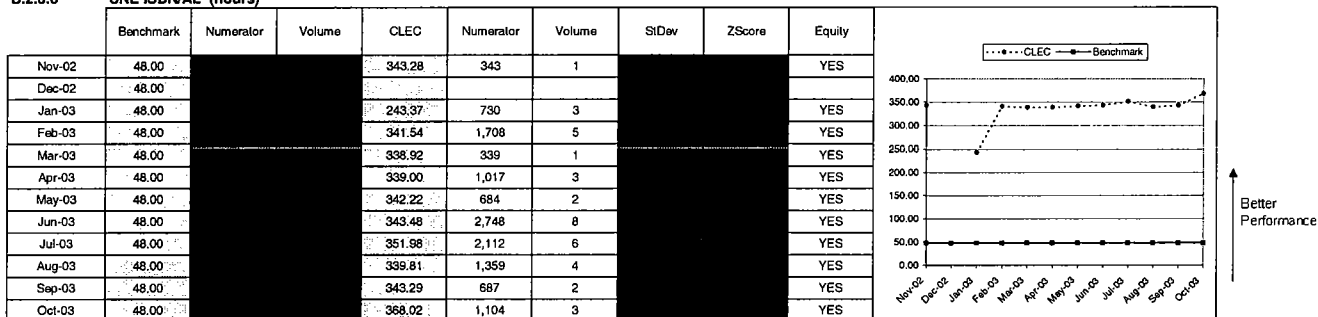 B.2.8.6 UNE ISDN/AL (hours)
Benchmark Numerator Volume CLEC Numerator Volume StDev ZScore Equity
Nov-02 48.00 343.28 343 1 YES
Dec-02 48.00
Jan-03 48.00 243.37 730 3 YES
Feb-03 48.00 341.54 1,708 5 YES
Mar-03 48.00 338.92 339 1 YES
Apr-03 48.00 339.00 1,017 3 YES
May-03 48.00 342.22 684 2 YES
Jun-03 48.00 343.48 2,748 8 YES
Jul-03 48.00 351.98 2,112 6 YES
Aug-03 48.00 339.81 1,359 4 YES
Sep-03 48.00 343.29 687 2 YES
Oct-03 48.00 368.02 1,104 3 YES
CLEC Benchmark
400.00
350.00
300.00
250.00
200.00
150.00
100.00
50.00
0.00
Nov-02 Dec-02 Jan-03 Feb-03 Mar-03 Apr-03 May-03 Jun-03 Jul-03 Aug-03 Sep-03 Oct-03
Better
Performance